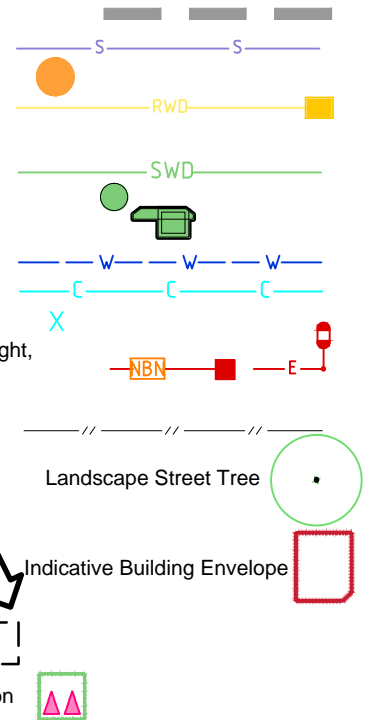 S S
RWD
SWD
W W W
C C C
X
ght,
NBN E
Landscape Street Tree
Indicative Building Envelope
on